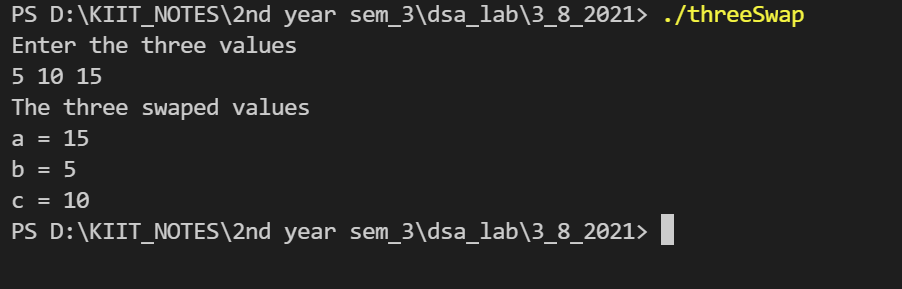 PS D:\KIIT_NOTES\2nd year sem_3\dsa_lab\3_8_2021> ./threeSwap
Enter the three values
5 10 15
The three swaped values
a = 15
b = 5
c = 10
PS D:\KIIT_NOTES\2nd year sem_3\dsa_lab\3_8_2021>